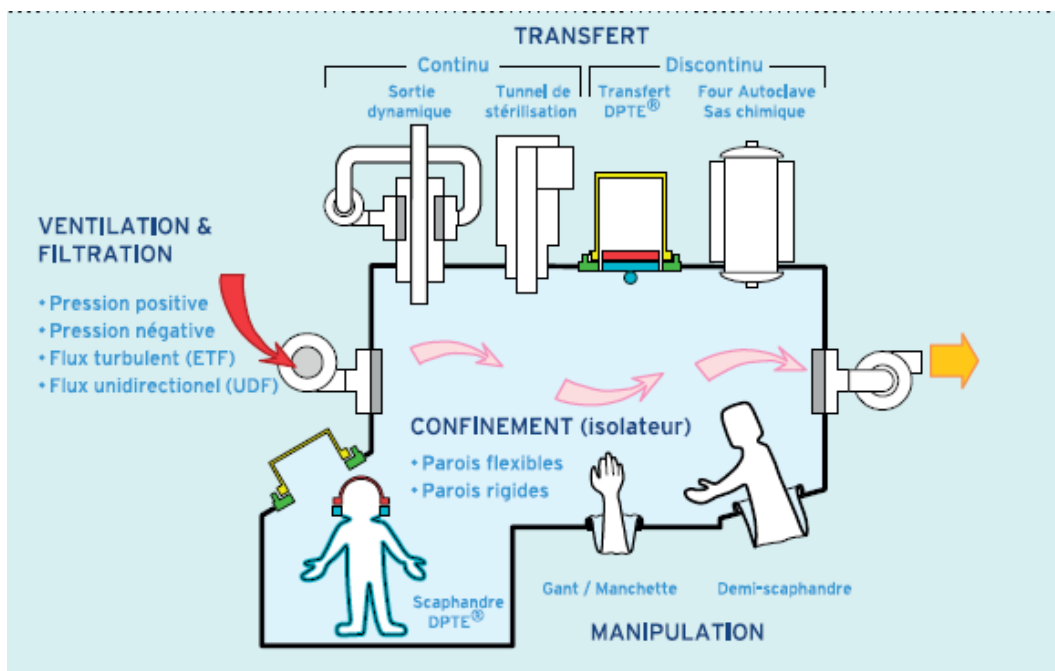 TRANSFERT
Continu
Discontinu
Sortie
dynamique
Tunnel de
stérilisation
Transfert
DPTE®
Four Autoclave
Sas chimique
VENTILATION &
FILTRATION
• Pression positive
• Pression négative
• Flux turbulent (ETF)
• Flux unidirectionel (UDF)
CONFINEMENT (isolateur)
• Parois flexibles
• Parois rigides
Gant / Manchette
Demi-scaphandre
Scaphandre
DPTE®
MANIPULATION